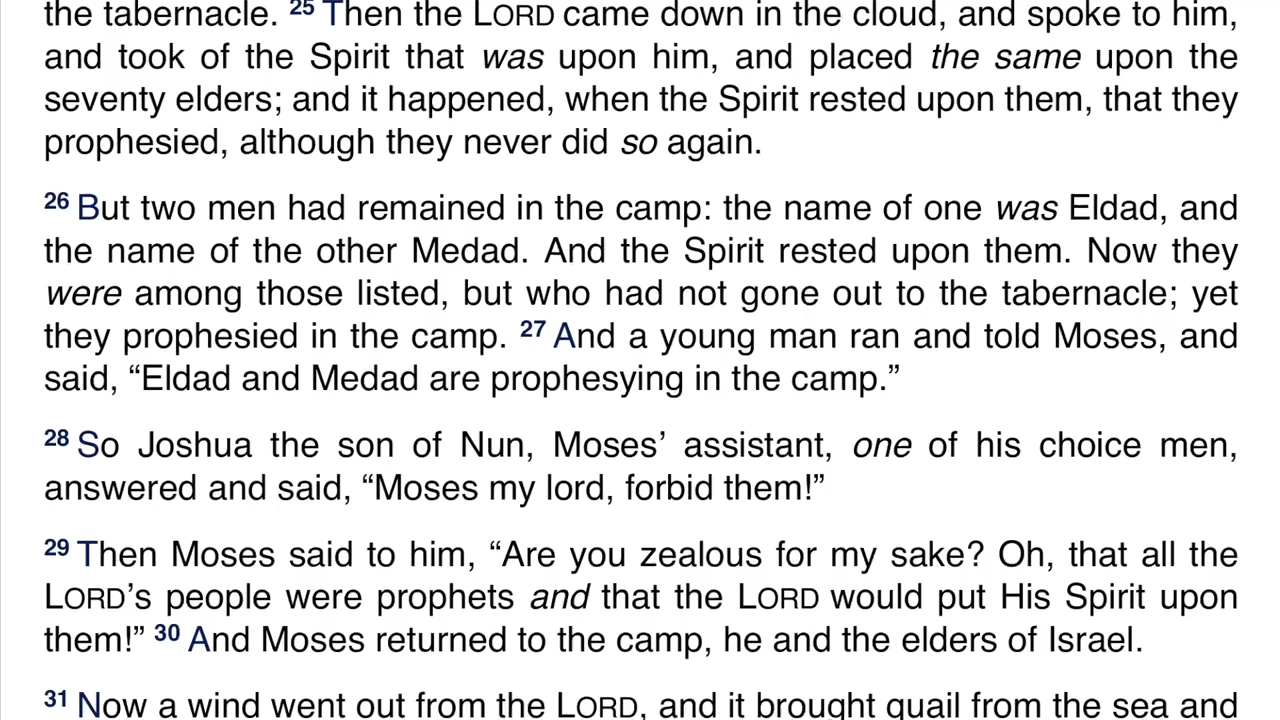 the tabernacle. 25 Then the LORD came down in the cloud, and spoke to him,
and took of the Spirit that was upon him, and placed the same upon the
seventy elders; and it happened, when the Spirit rested upon them, that they
prophesied, although they never did so again.
26 But two men had remained in the camp: the name of one was Eldad, and
the name of the other Medad. And the Spirit rested upon them. Now they
were among those listed, but who had not gone out to the tabernacle; yet
they prophesied in the camp. 27 And a young man ran and told Moses, and
said, “Eldad and Medad are prophesying in the camp.”
28 So Joshua the son of Nun, Moses’ assistant, one of his choice men,
answered and said, “Moses my lord, forbid them!”
29 Then Moses said to him, “Are you zealous for my sake? Oh, that all the
LORD’s people were prophets and that the LORD would put His Spirit upon
them!” 30 And Moses returned to the camp, he and the elders of Israel.
31 Now a wind went out from the LORD, and it brought quail from the sea and